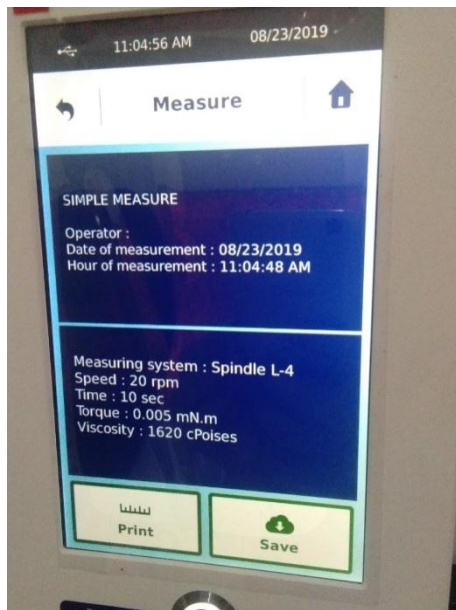 11:04:56 AM 08/23/2019
Measure
SIMPLE MEASURE
Operator :
Date of measurement : 08/23/2019
Hour of measurement : 11:04:48 AM
Measuring system : Spindle L-4
Speed : 20 rpm
Time : 10 sec
Torque : 0.005 mN.m
Viscosity : 1620 cPoises
Print
Save